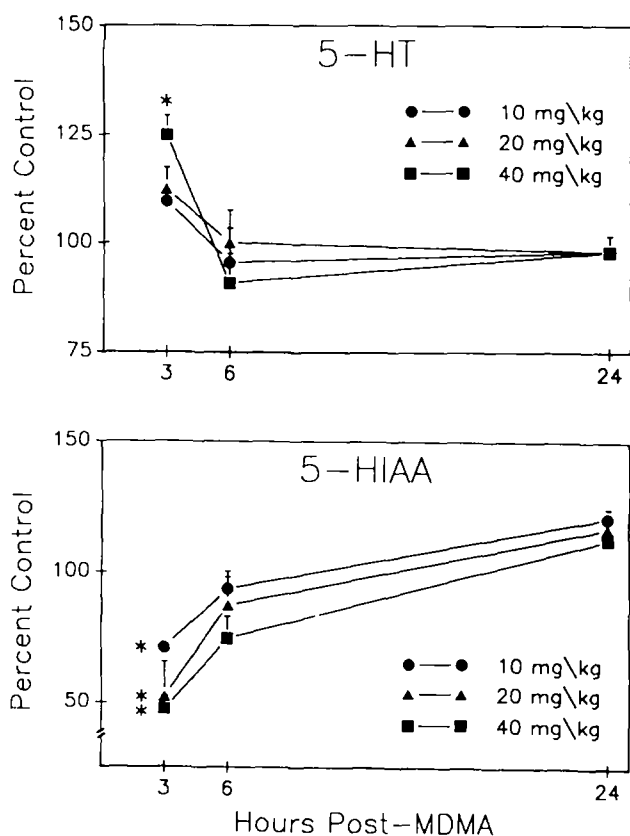 150
5-HT
*
10 mg\kg
125
20 mg\kg
40 mg\kg
Percent Control
100
75
3 6 24
150
5-HIAA
Percent Control
100
*
10 mg\kg
*
20 mg\kg
50
*
40 mg\kg
3 6 24
Hours Post-MDMA